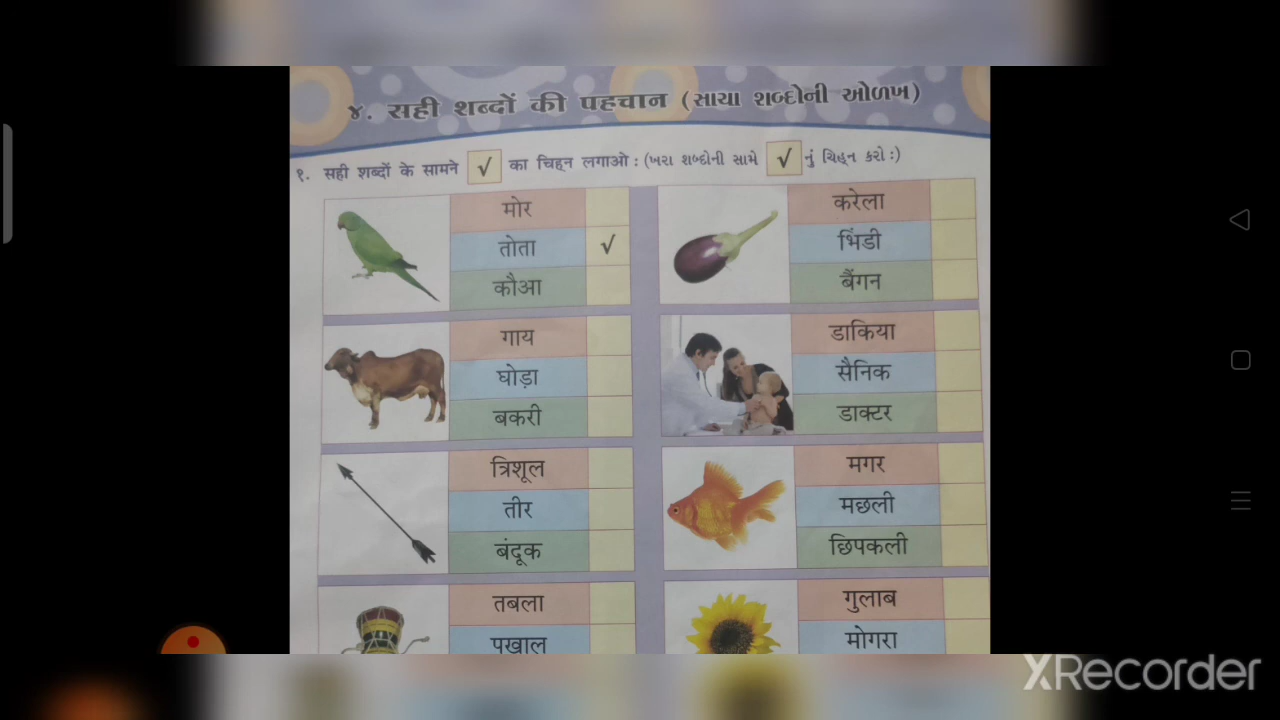 ४. सही शब्दों की पहचान (સાચા શબ્દોની ઓળખ)
१. सही शब्दों के सामने √ का चिह्न लगाओ : (ખરા શબ્દોની સામે √ નું ચિહ્ન કરો :)
मोर
तोता √
कौआ
करेला
भिंडी
बैंगन
गाय
घोड़ा
बकरी
डाकिया
सैनिक
डाक्टर
त्रिशूल
तीर
बंदूक
मगर
मछली
छिपकली
तबला
पखाल
गुलाब
मोगरा
XRecorder